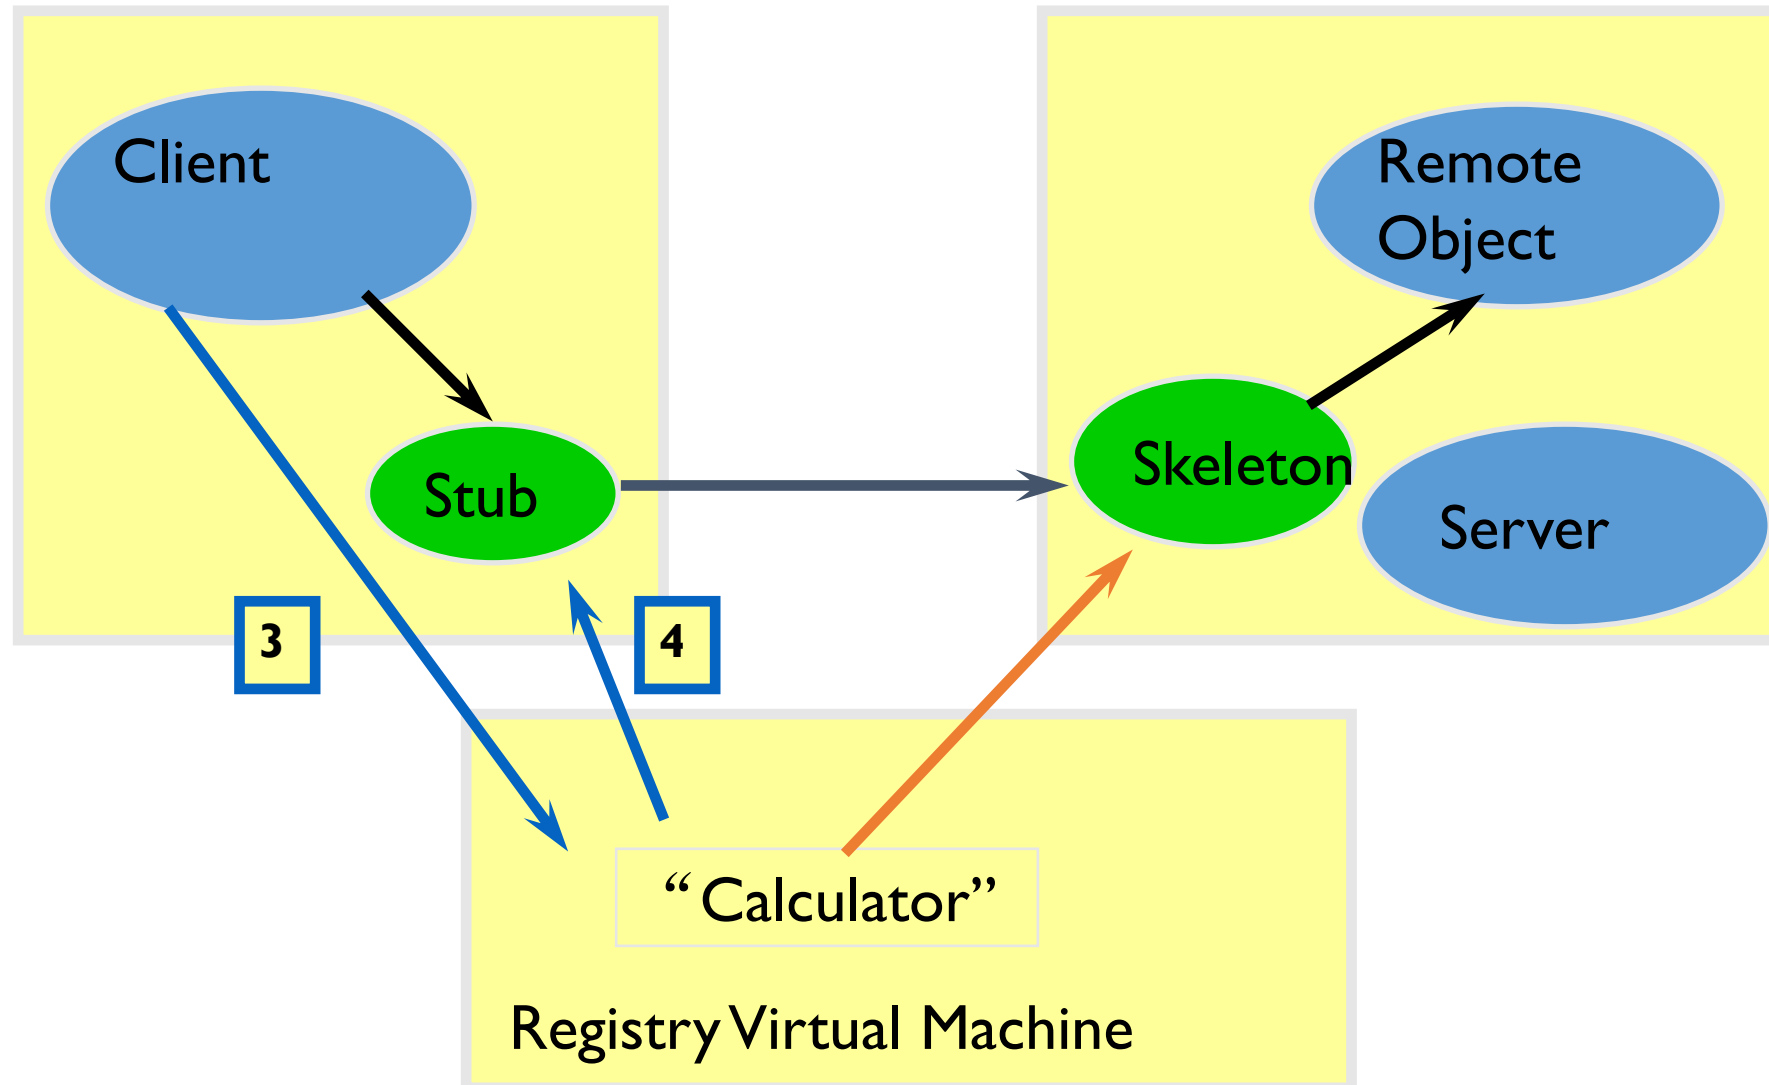 Client
Remote
Object
Stub
Skeleton
Server
3
4
“Calculator”
Registry Virtual Machine